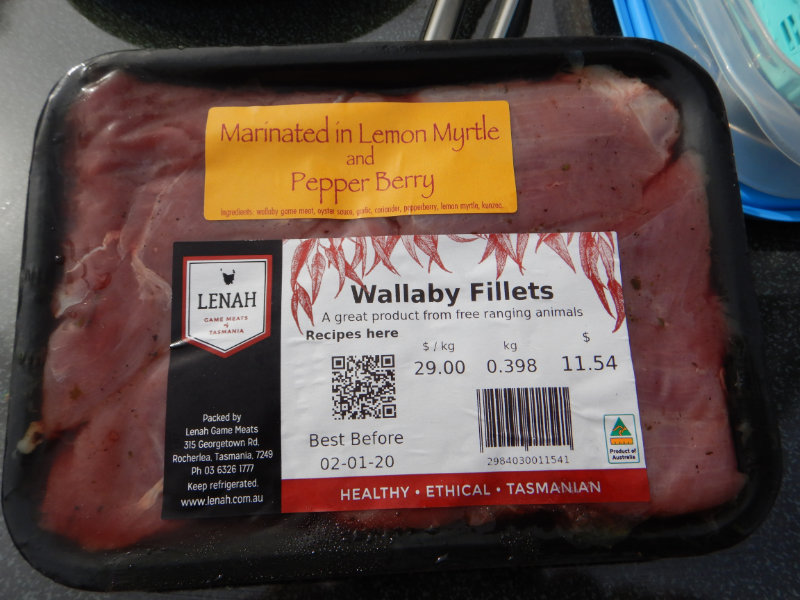 Marinated in Lemon Myrtle
and
Pepper Berry
Ingredients: wallaby game meat, oyster sauce, garlic, coriander, pepperberry, lemon myrtle, kunzea.
LENAH
GAME MEATS
of
TASMANIA
Packed by
Lenah Game Meats
315 Georgetown Rd,
Rocherlea, Tasmania, 7249
Ph 03 6326 1777
Keep refrigerated.
www.lenah.com.au
Wallaby Fillets
A great product from free ranging animals
Recipes here
$ / kg kg $
29.00 0.398 11.54
Best Before
02-01-20
2984030011541
Product of
Australia
HEALTHY • ETHICAL • TASMANIAN